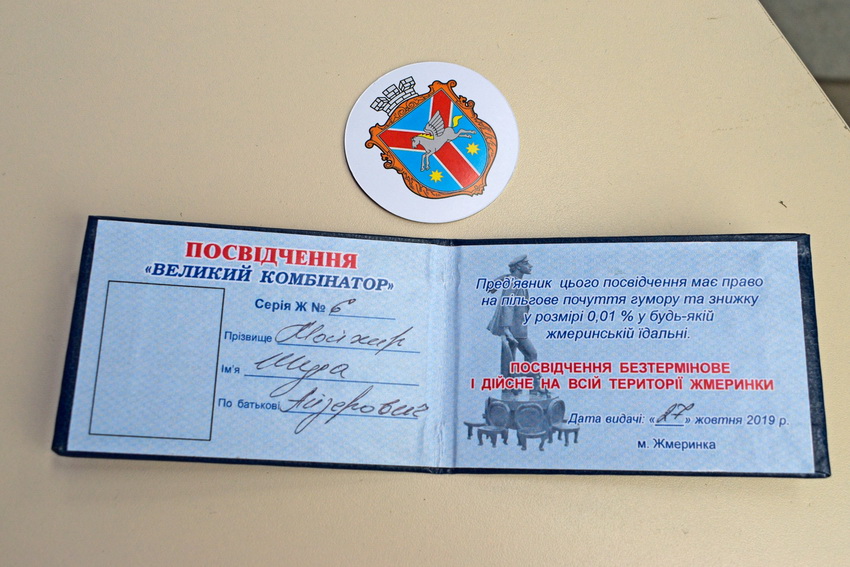 ПОСВІДЧЕННЯ
«ВЕЛИКИЙ КОМБІНАТОР»
Серія Ж № 6
Прізвище
Ім'я Шура
По батькові
Пред'явник цього посвідчення має право
на пільгове почуття гумору та знижку
у розмірі 0,01 % у будь-якій
жмеринській їдальні.
ПОСВІДЧЕННЯ БЕЗТЕРМІНОВЕ
І ДІЙСНЕ НА ВСІЙ ТЕРИТОРІЇ ЖМЕРИНКИ
Дата видачі: «27» жовтня 2019 р.
м. Жмеринка